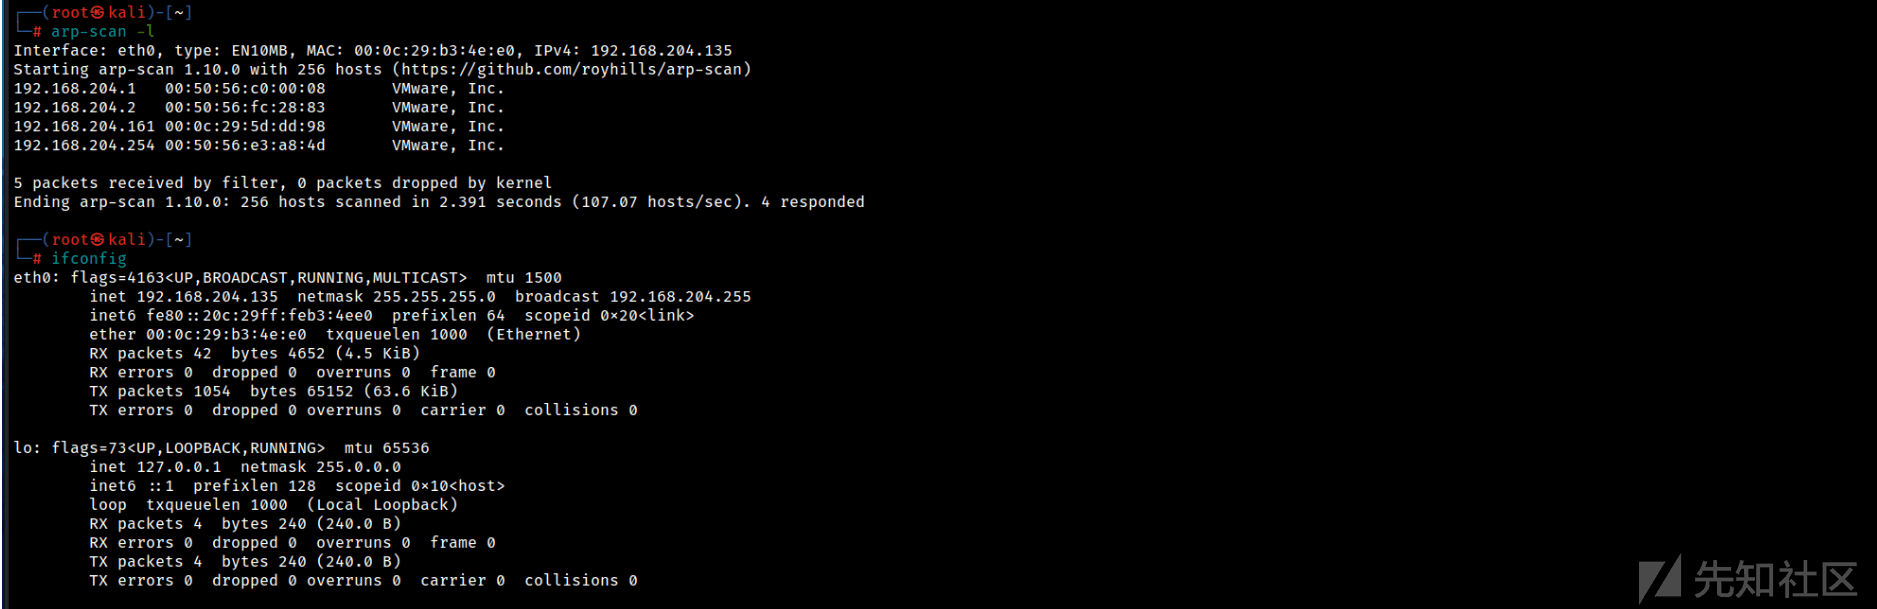 ┌──(root㉿kali)-[~]
└─# arp-scan -l
Interface: eth0, type: EN10MB, MAC: 00:0c:29:b3:4e:e0, IPv4: 192.168.204.135
Starting arp-scan 1.10.0 with 256 hosts (https://github.com/royhills/arp-scan)
192.168.204.1   00:50:56:c0:00:08       VMware, Inc.
192.168.204.2   00:50:56:fc:28:83       VMware, Inc.
192.168.204.161 00:0c:29:5d:dd:98       VMware, Inc.
192.168.204.254 00:50:56:e3:a8:4d       VMware, Inc.
5 packets received by filter, 0 packets dropped by kernel
Ending arp-scan 1.10.0: 256 hosts scanned in 2.391 seconds (107.07 hosts/sec). 4 responded
┌──(root㉿kali)-[~]
└─# ifconfig
eth0: flags=4163<UP,BROADCAST,RUNNING,MULTICAST>  mtu 1500
        inet 192.168.204.135  netmask 255.255.255.0  broadcast 192.168.204.255
        inet6 fe80::20c:29ff:feb3:4ee0  prefixlen 64  scopeid 0×20<link>
        ether 00:0c:29:b3:4e:e0  txqueuelen 1000  (Ethernet)
        RX packets 42  bytes 4652 (4.5 KiB)
        RX errors 0  dropped 0  overruns 0  frame 0
        TX packets 1054  bytes 65152 (63.6 KiB)
        TX errors 0  dropped 0 overruns 0  carrier 0  collisions 0
lo: flags=73<UP,LOOPBACK,RUNNING>  mtu 65536
        inet 127.0.0.1  netmask 255.0.0.0
        inet6 ::1  prefixlen 128  scopeid 0×10<host>
        loop  txqueuelen 1000  (Local Loopback)
        RX packets 4  bytes 240 (240.0 B)
        RX errors 0  dropped 0  overruns 0  frame 0
        TX packets 4  bytes 240 (240.0 B)
        TX errors 0  dropped 0 overruns 0  carrier 0  collisions 0
先知社区